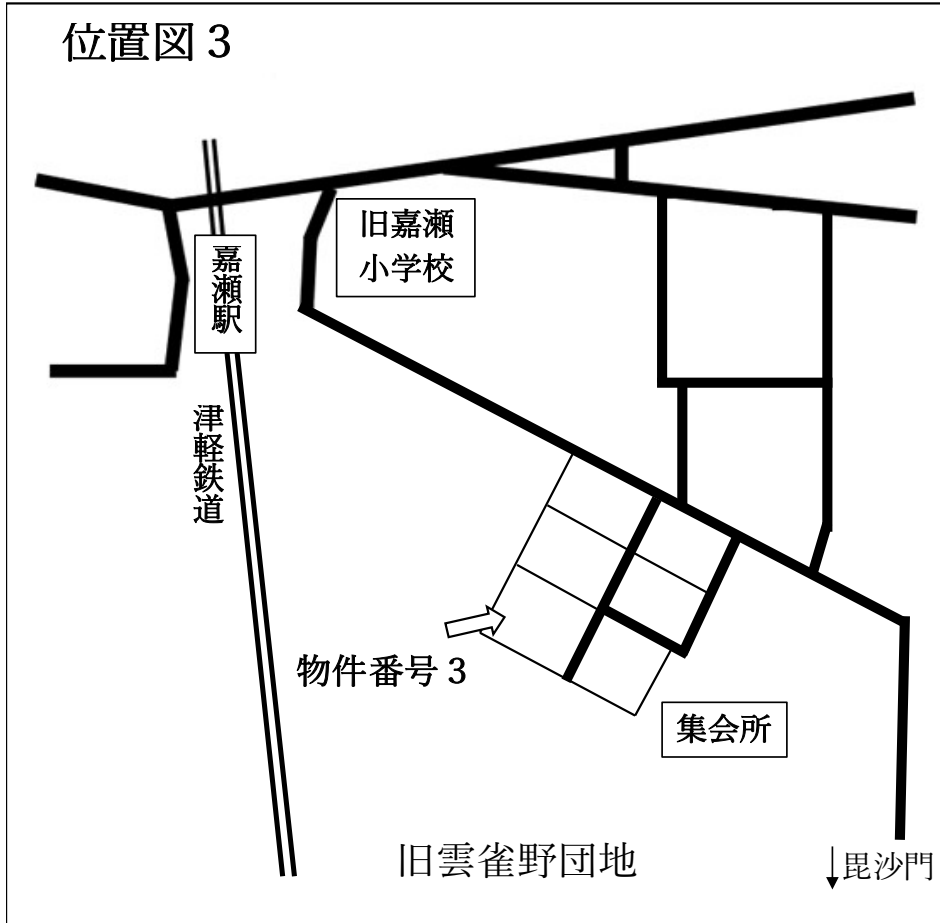 位置図３
旧嘉瀬
小学校
嘉瀬駅
津軽鉄道
物件番号３
集会所
旧雲雀野団地
↓毘沙門